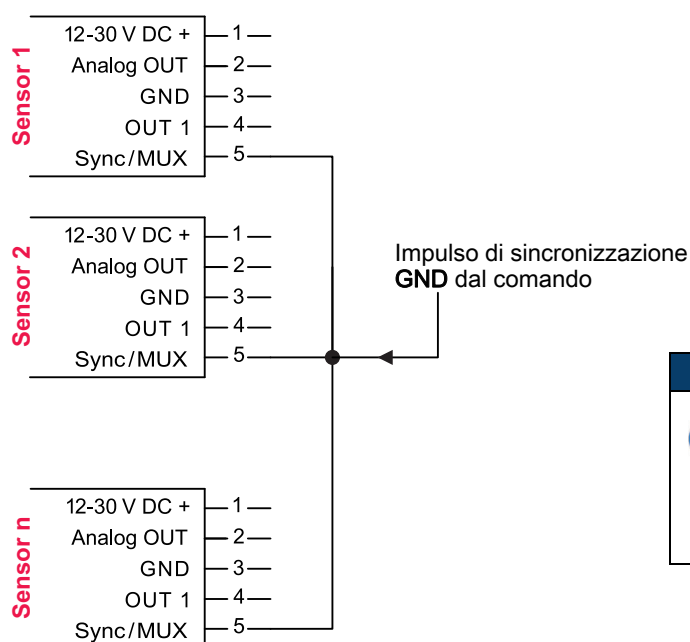 Sensor 1
12-30 V DC + 1
Analog OUT 2
GND 3
OUT 1 4
Sync/MUX 5
Sensor 2
12-30 V DC + 1
Analog OUT 2
GND 3
OUT 1 4
Sync/MUX 5
Impulso di sincronizzazione
GND dal comando
Sensor n
12-30 V DC + 1
Analog OUT 2
GND 3
OUT 1 4
Sync/MUX 5